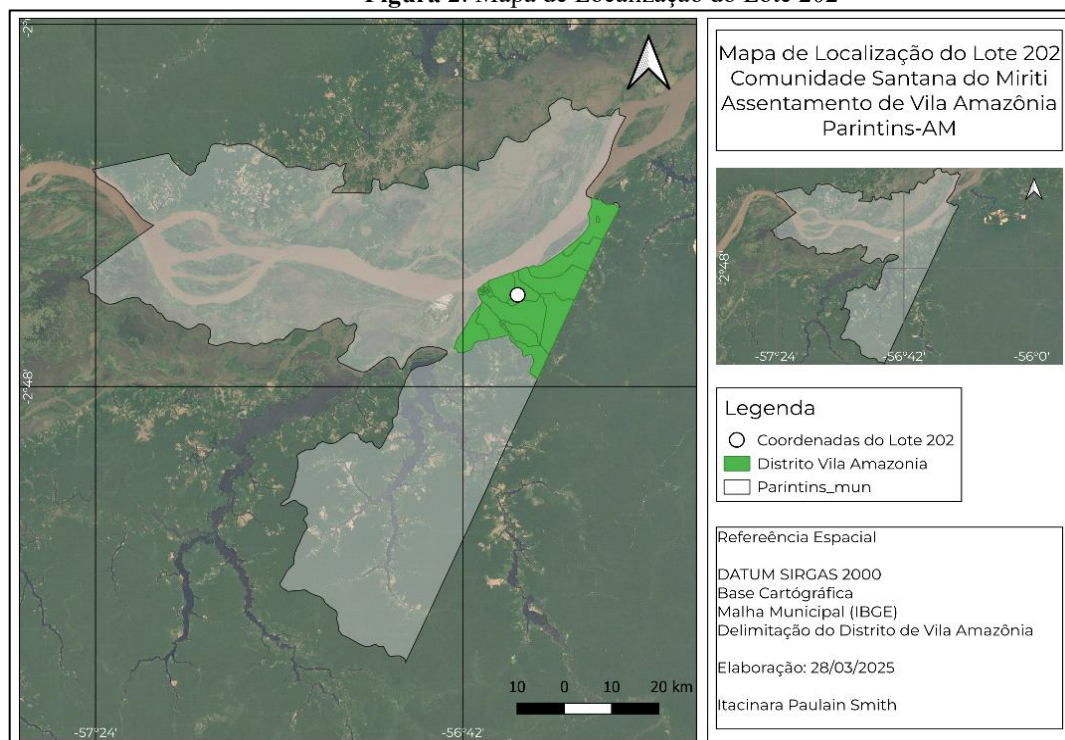 Figura 2: Mapa de Localização do Lote 202
Mapa de Localização do Lote 202
Comunidade Santana do Miriti
Assentamento de Vila Amazônia
Parintins-AM
-2°48'
-57°24'
-56°42'
10 0 10 20 km
-2°48'
-57°24'
-56°42'
-56°0'
Legenda
Coordenadas do Lote 202
Distrito Vila Amazonia
Parintins_mun
Refereência Espacial
DATUM SIRGAS 2000
Base Cartógráfica
Malha Municipal (IBGE)
Delimitação do Distrito de Vila Amazônia
Elaboração: 28/03/2025
Itacinara Paulain Smith